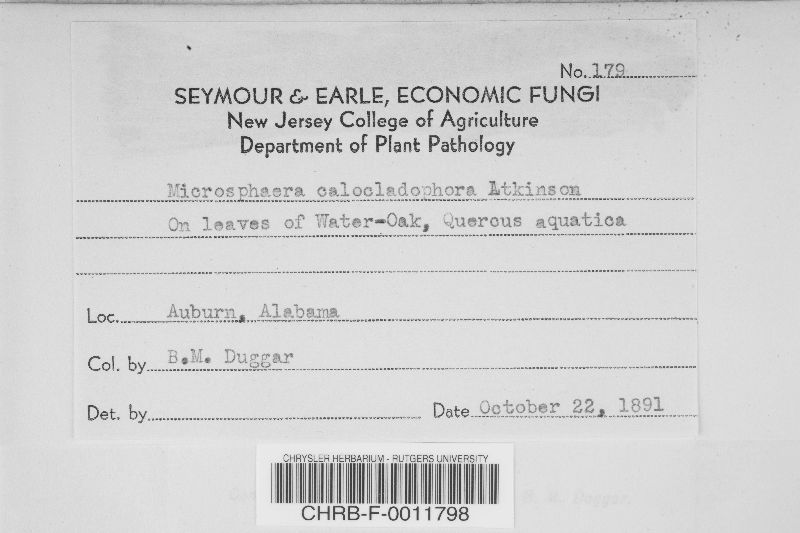 No. 179
SEYMOUR & EARLE, ECONOMIC FUNGI
New Jersey College of Agriculture
Department of Plant Pathology
Microsphaera calocladophora Atkinson
On leaves of Water-Oak, Quercus aquatica
Loc. Auburn, Alabama
Col. by B.M. Duggar
Det. by
Date October 22, 1891
CHRYSLER HERBARIUM - RUTGERS UNIVERSITY
CHRB-F-0011798